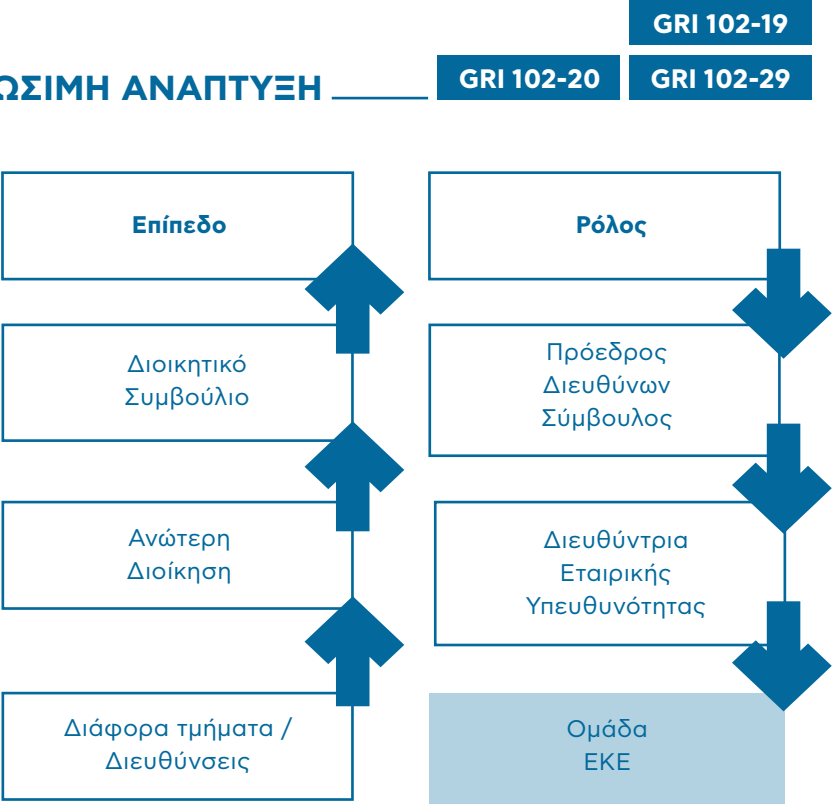 GRI 102-19
ΩΣΙΜΗ ΑΝΑΠΤΥΞΗ
GRI 102-20
GRI 102-29
Επίπεδο
Ρόλος
Διοικητικό
Συμβούλιο
Πρόεδρος
Διευθύνων
Σύμβουλος
Ανώτερη
Διοίκηση
Διευθύντρια
Εταιρικής
Υπευθυνότητας
Διάφορα τμήματα /
Διευθύνσεις
Ομάδα
ΕΚΕ